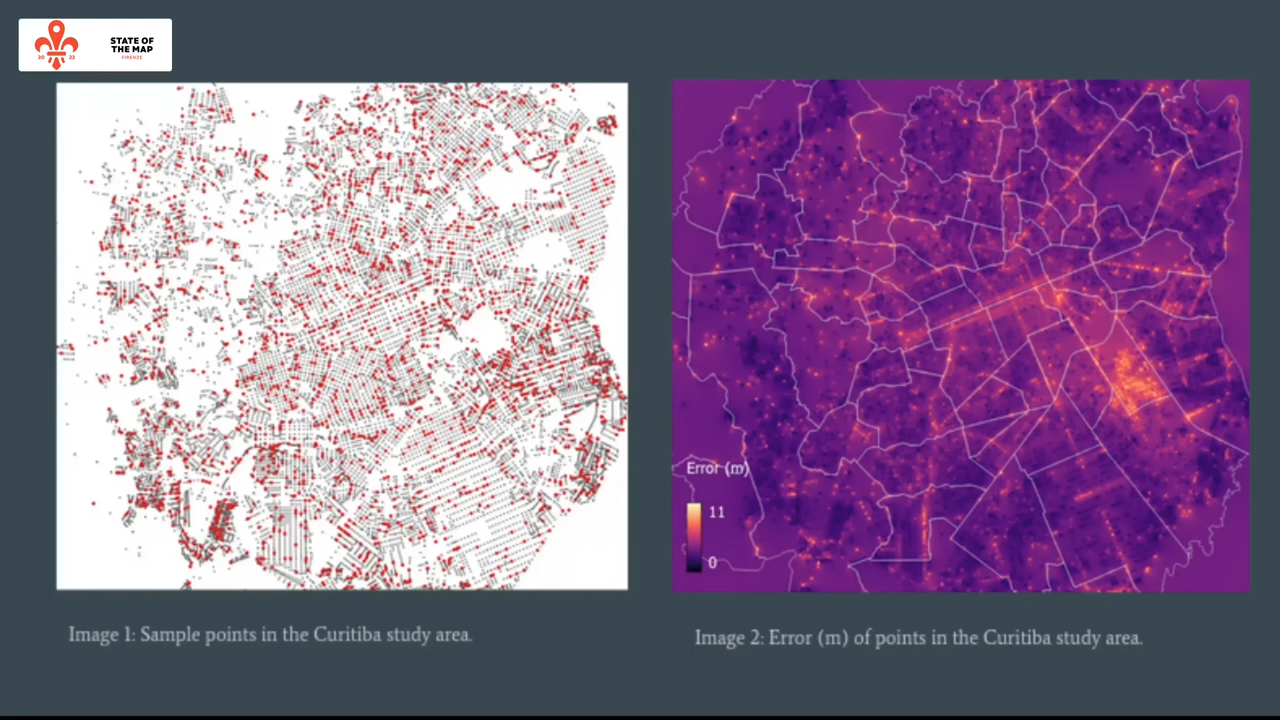 STATE OF
THE MAP
20 22
FIRENZE
Error (m)
11
0
Image 1: Sample points in the Curitiba study area.
Image 2: Error (m) of points in the Curitiba study area.